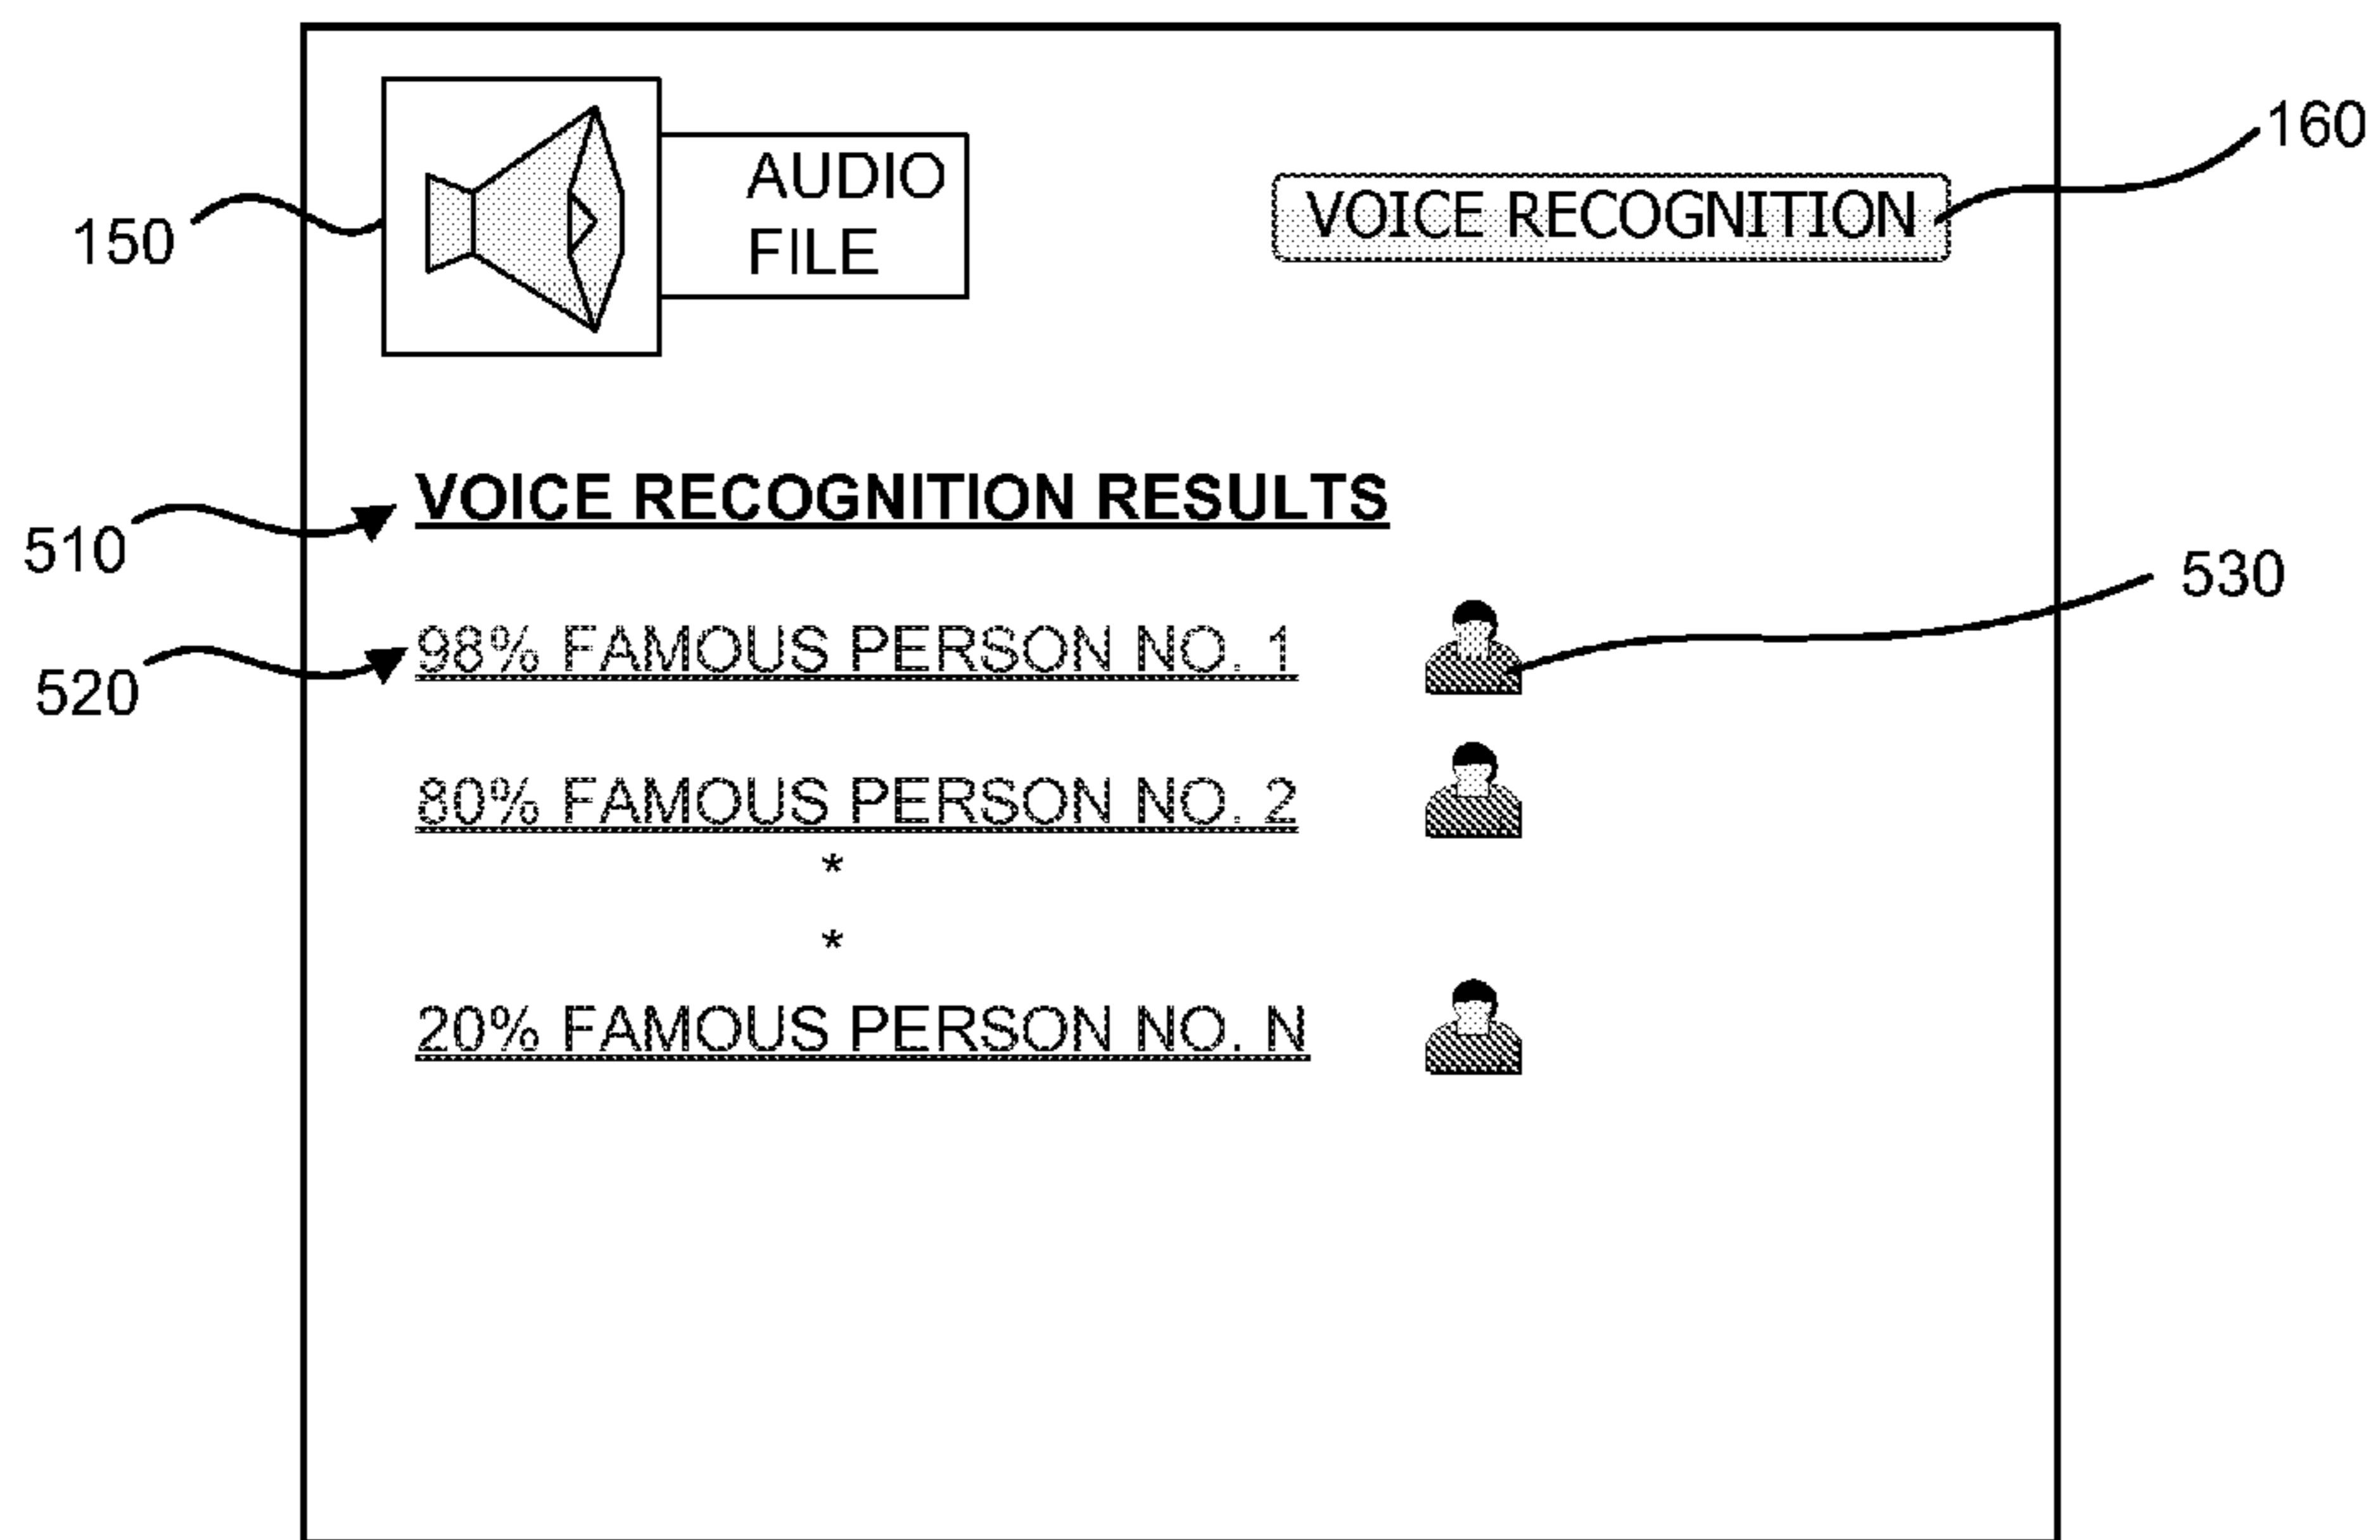 160
AUDIO
FILE
VOICE RECOGNITION
150
VOICE RECOGNITION RESULTS
510
530
98% FAMOUS PERSON NO. 1
520
80% FAMOUS PERSON NO. 2
*
*
20% FAMOUS PERSON NO. N